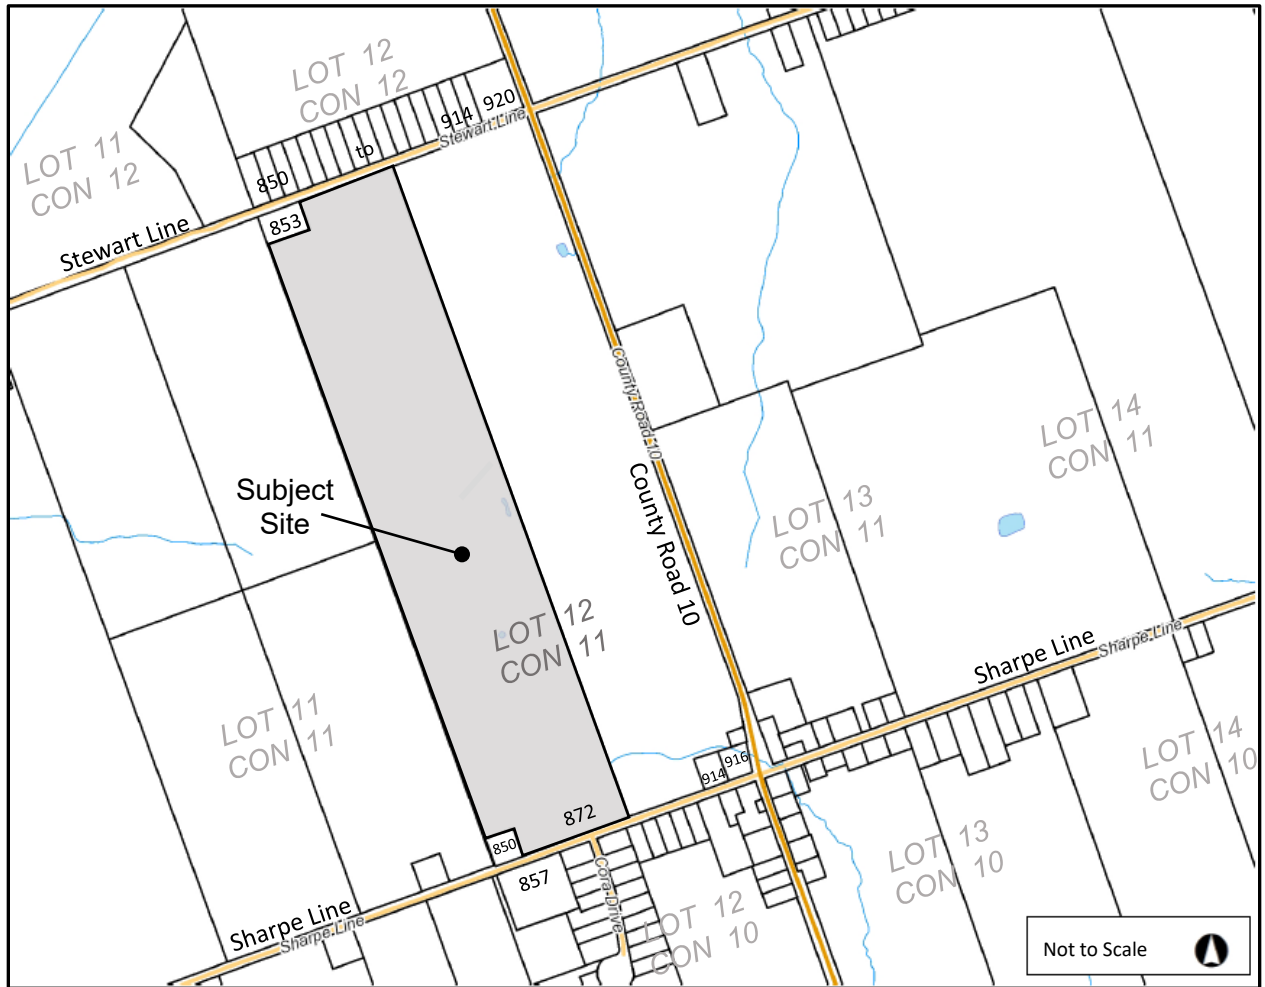 LOT 12
CON 12
920
914
Stewart Line
to
LOT 11
CON 12
850
853
Stewart Line
County Road 10
LOT 14
CON 11
County Road 10
Subject
Site
LOT 13
CON 11
LOT 12
CON 11
Sharpe Line
Sharpe Line
LOT 11
CON 11
LOT 14
CON 10
916
914
872
850
857
Cora Drive
LOT 13
CON 10
LOT 12
CON 10
Sharpe Line
Sharpe Line
Not to Scale